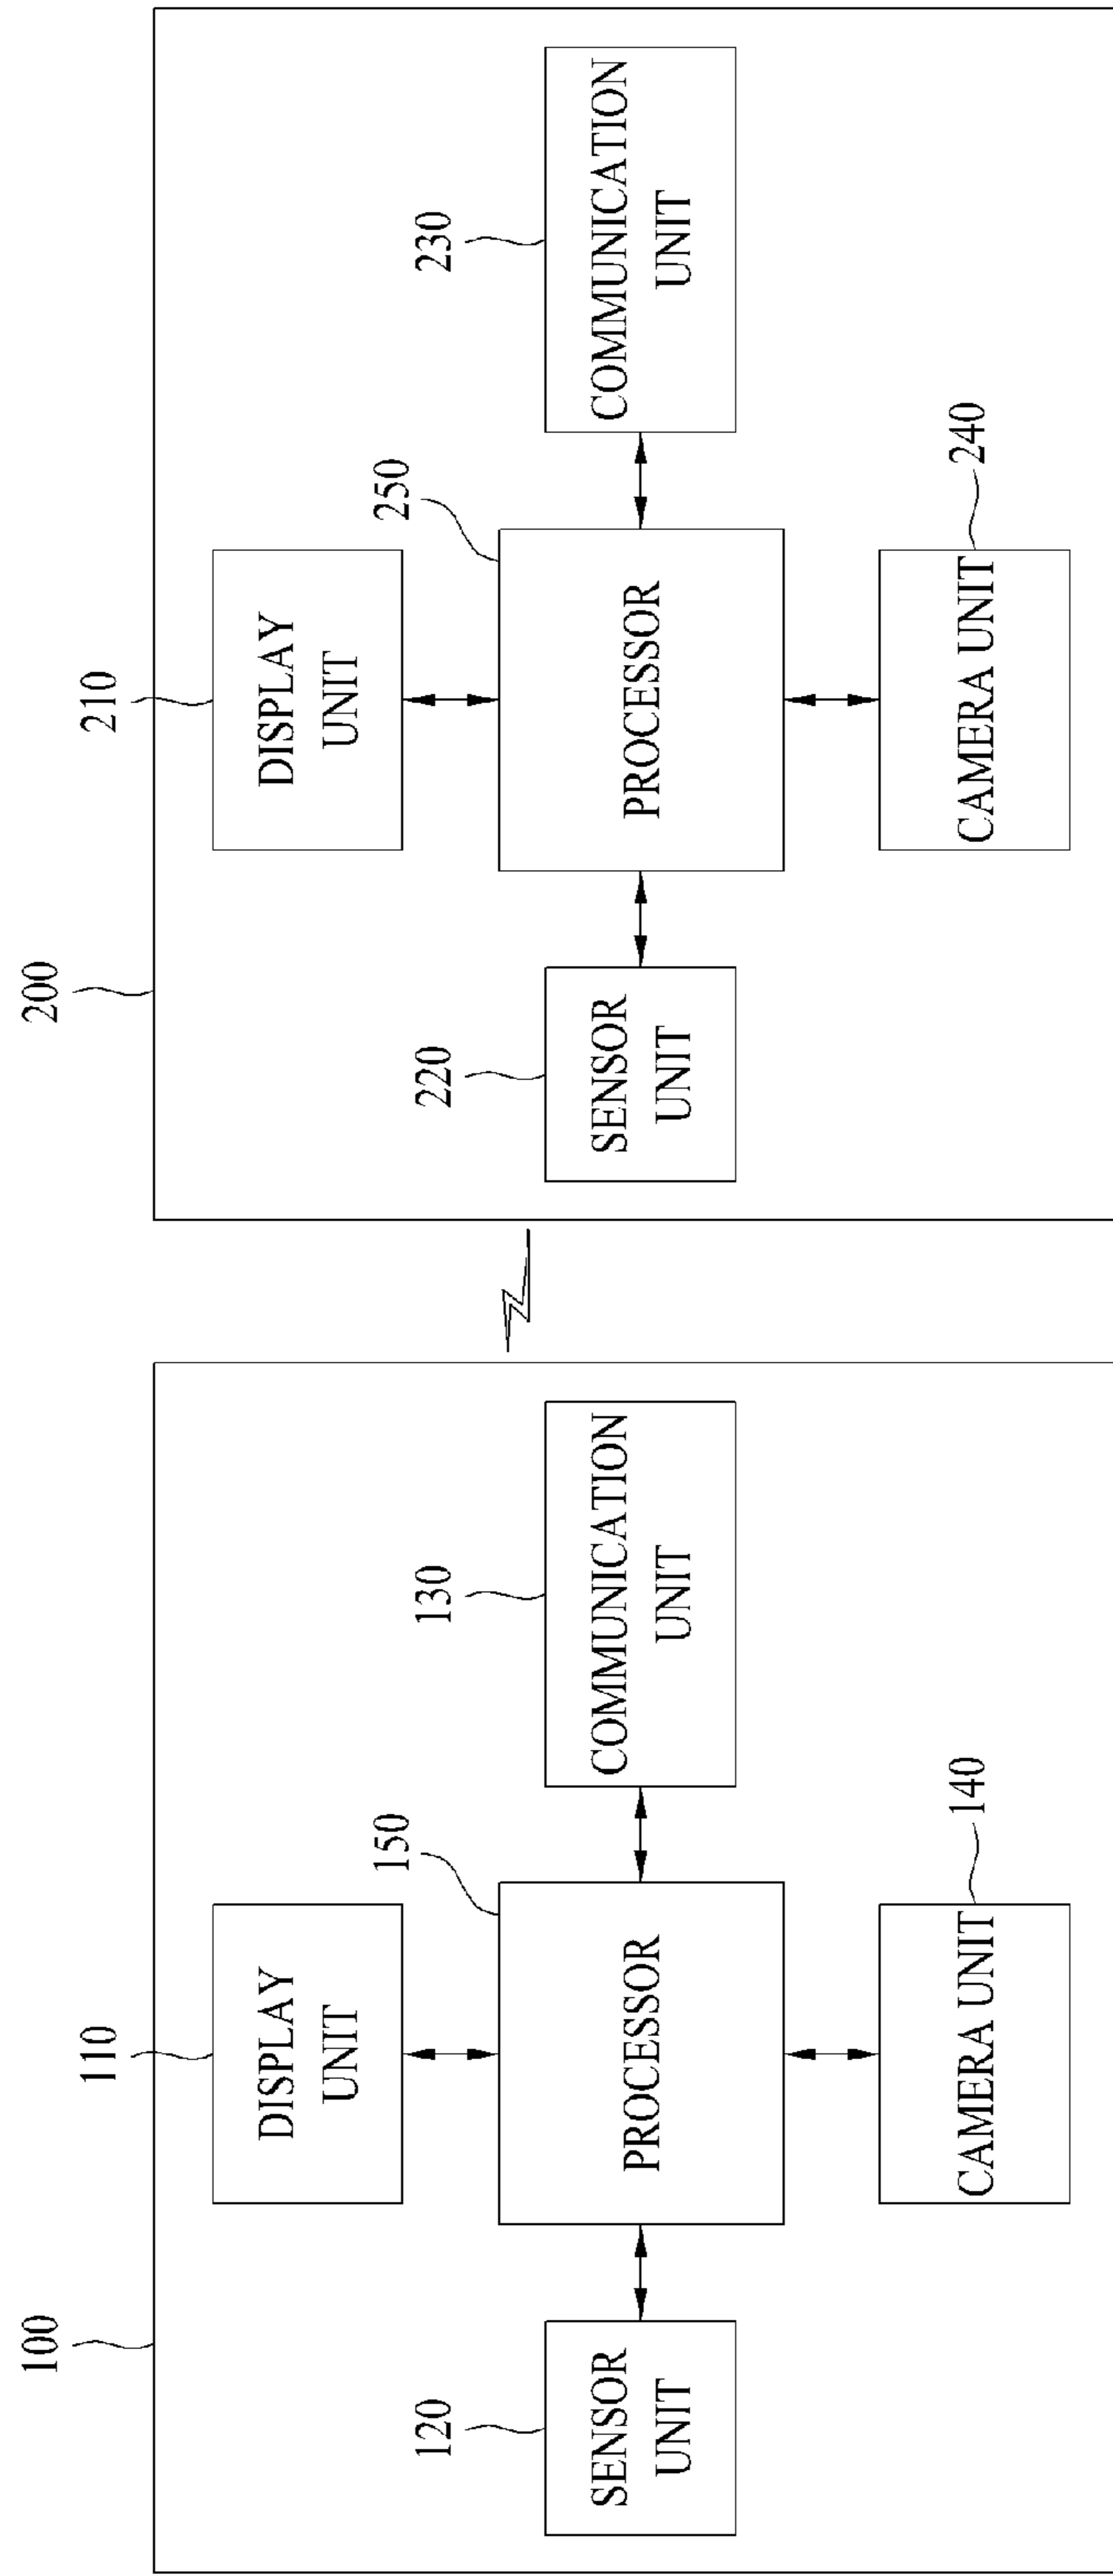 100
110
DISPLAY
UNIT
120
SENSOR
UNIT
150
PROCESSOR
130
COMMUNICATION
UNIT
140
CAMERA UNIT
200
210
DISPLAY
UNIT
220
SENSOR
UNIT
250
PROCESSOR
230
COMMUNICATION
UNIT
240
CAMERA UNIT